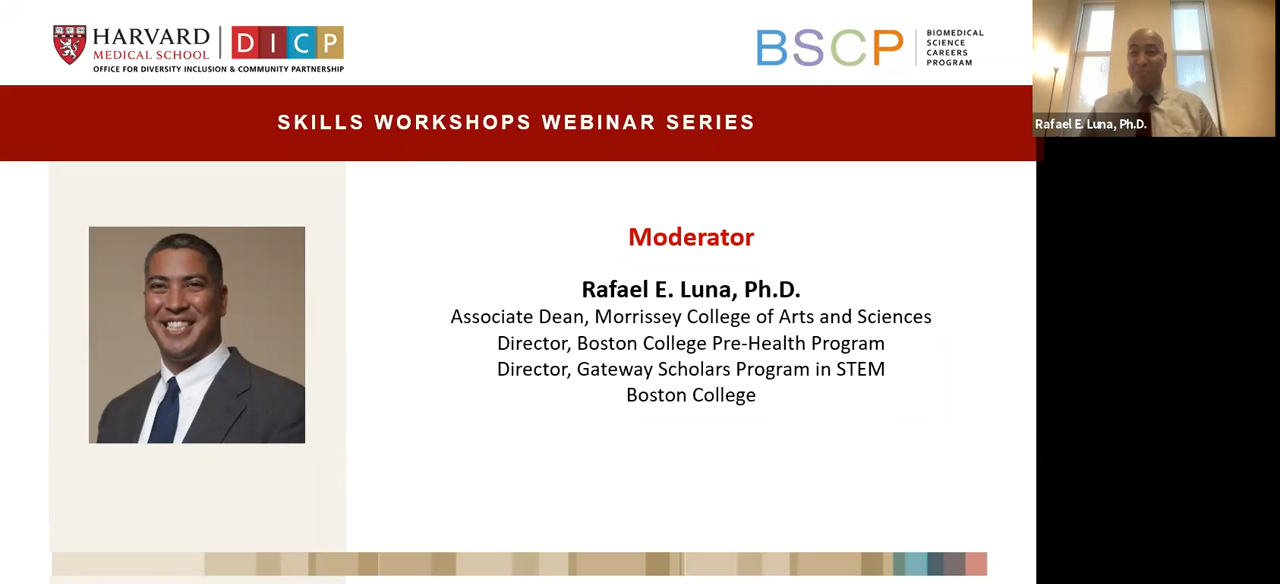 HARVARD
MEDICAL SCHOOL
DICP
OFFICE FOR DIVERSITY INCLUSION & COMMUNITY PARTNERSHIP
BSCP
BIOMEDICAL
SCIENCE
CAREERS
PROGRAM
Rafael E. Luna, Ph.D.
SKILLS WORKSHOPS WEBINAR SERIES
Moderator
Rafael E. Luna, Ph.D.
Associate Dean, Morrissey College of Arts and Sciences
Director, Boston College Pre-Health Program
Director, Gateway Scholars Program in STEM
Boston College